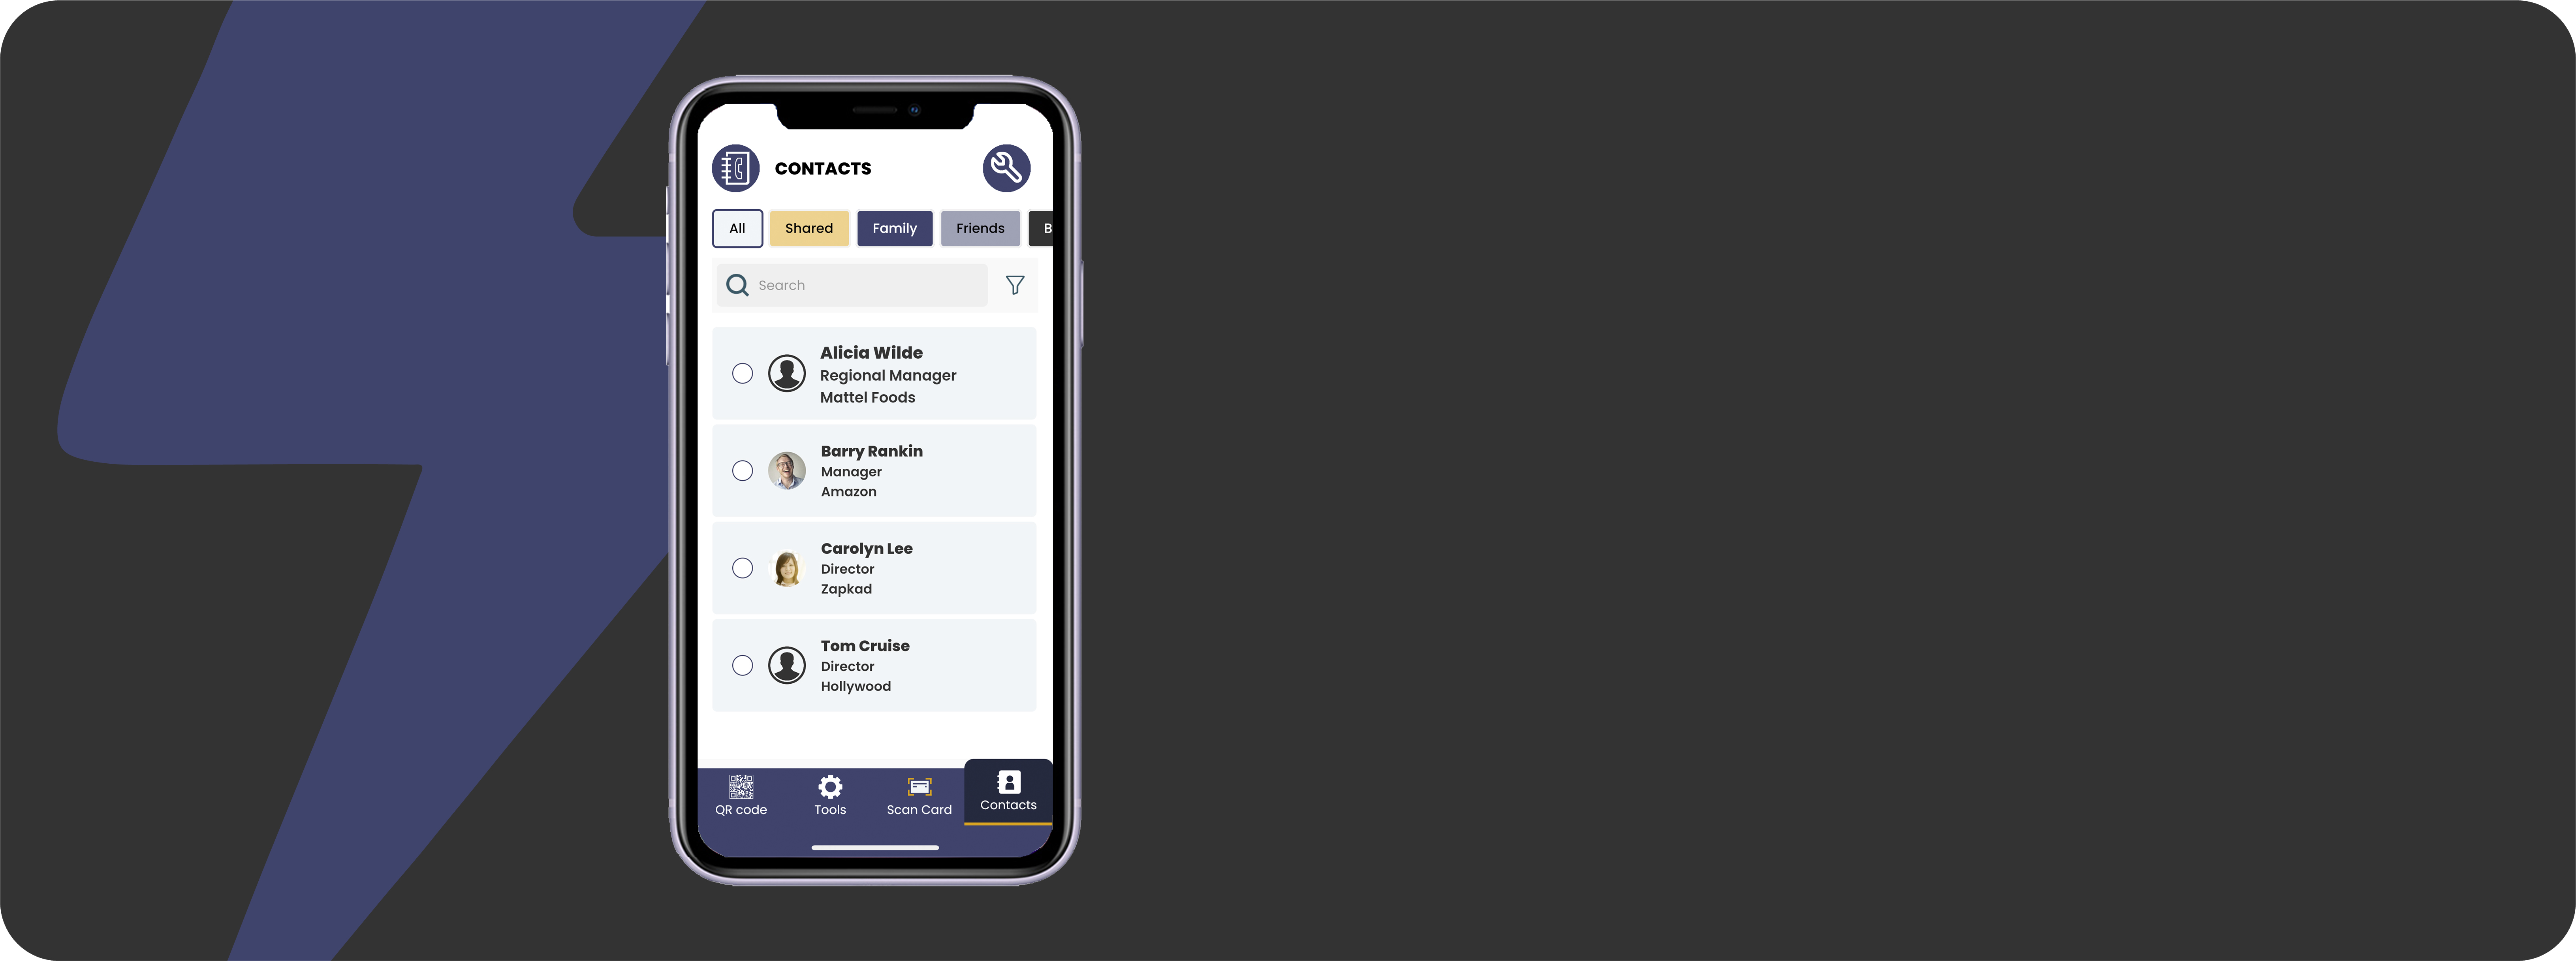 CONTACTS
All
Shared
Family
Friends
B
Search
Alicia Wilde
Regional Manager
Mattel Foods
Barry Rankin
Manager
Amazon
Carolyn Lee
Director
Zapkad
Tom Cruise
Director
Hollywood
QR code
Tools
Scan Card
Contacts